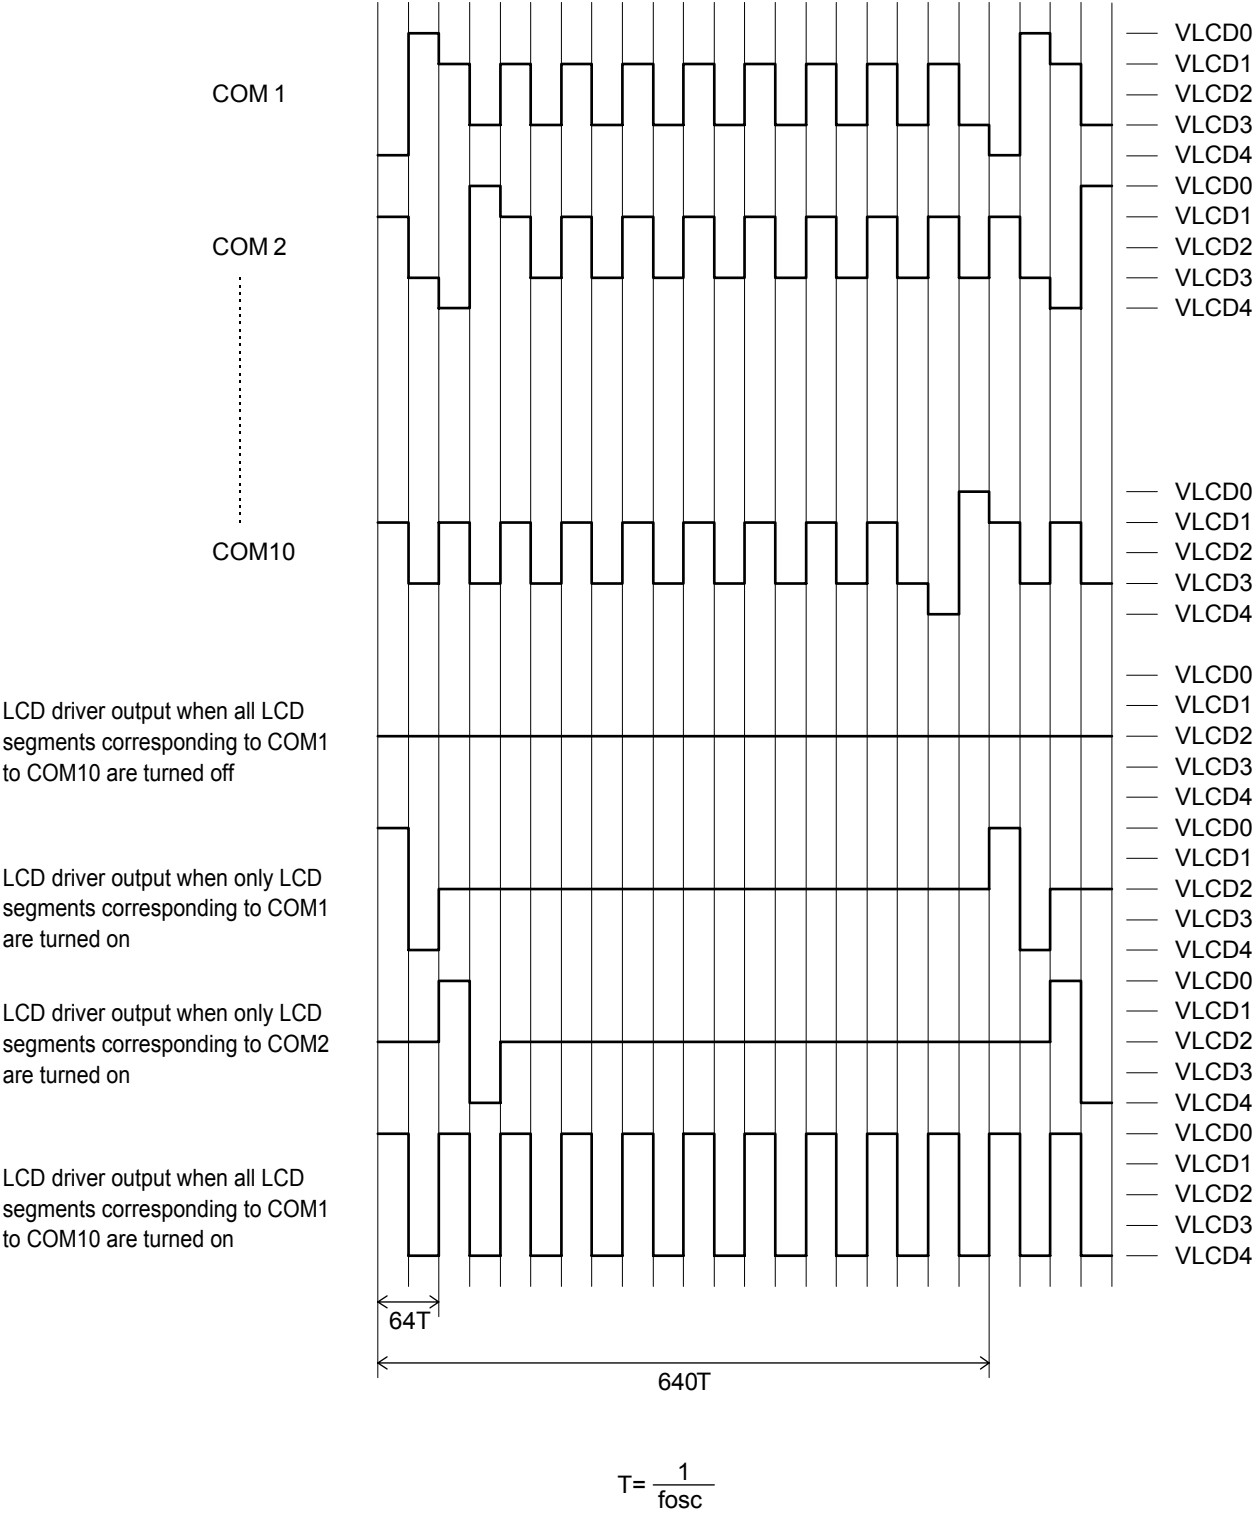 VLCD0
VLCD1
COM 1
VLCD2
VLCD3
VLCD4
VLCD0
VLCD1
COM 2
VLCD2
VLCD3
VLCD4
VLCD0
VLCD1
COM10
VLCD2
VLCD3
VLCD4
VLCD0
VLCD1
VLCD2
VLCD3
VLCD4
LCD driver output when all LCD
segments corresponding to COM1
to COM10 are turned off
VLCD0
VLCD1
VLCD2
VLCD3
VLCD4
LCD driver output when only LCD
segments corresponding to COM1
are turned on
VLCD0
VLCD1
VLCD2
VLCD3
VLCD4
LCD driver output when only LCD
segments corresponding to COM2
are turned on
VLCD0
VLCD1
VLCD2
VLCD3
VLCD4
LCD driver output when all LCD
segments corresponding to COM1
to COM10 are turned on
64T
640T
T= 1
fosc